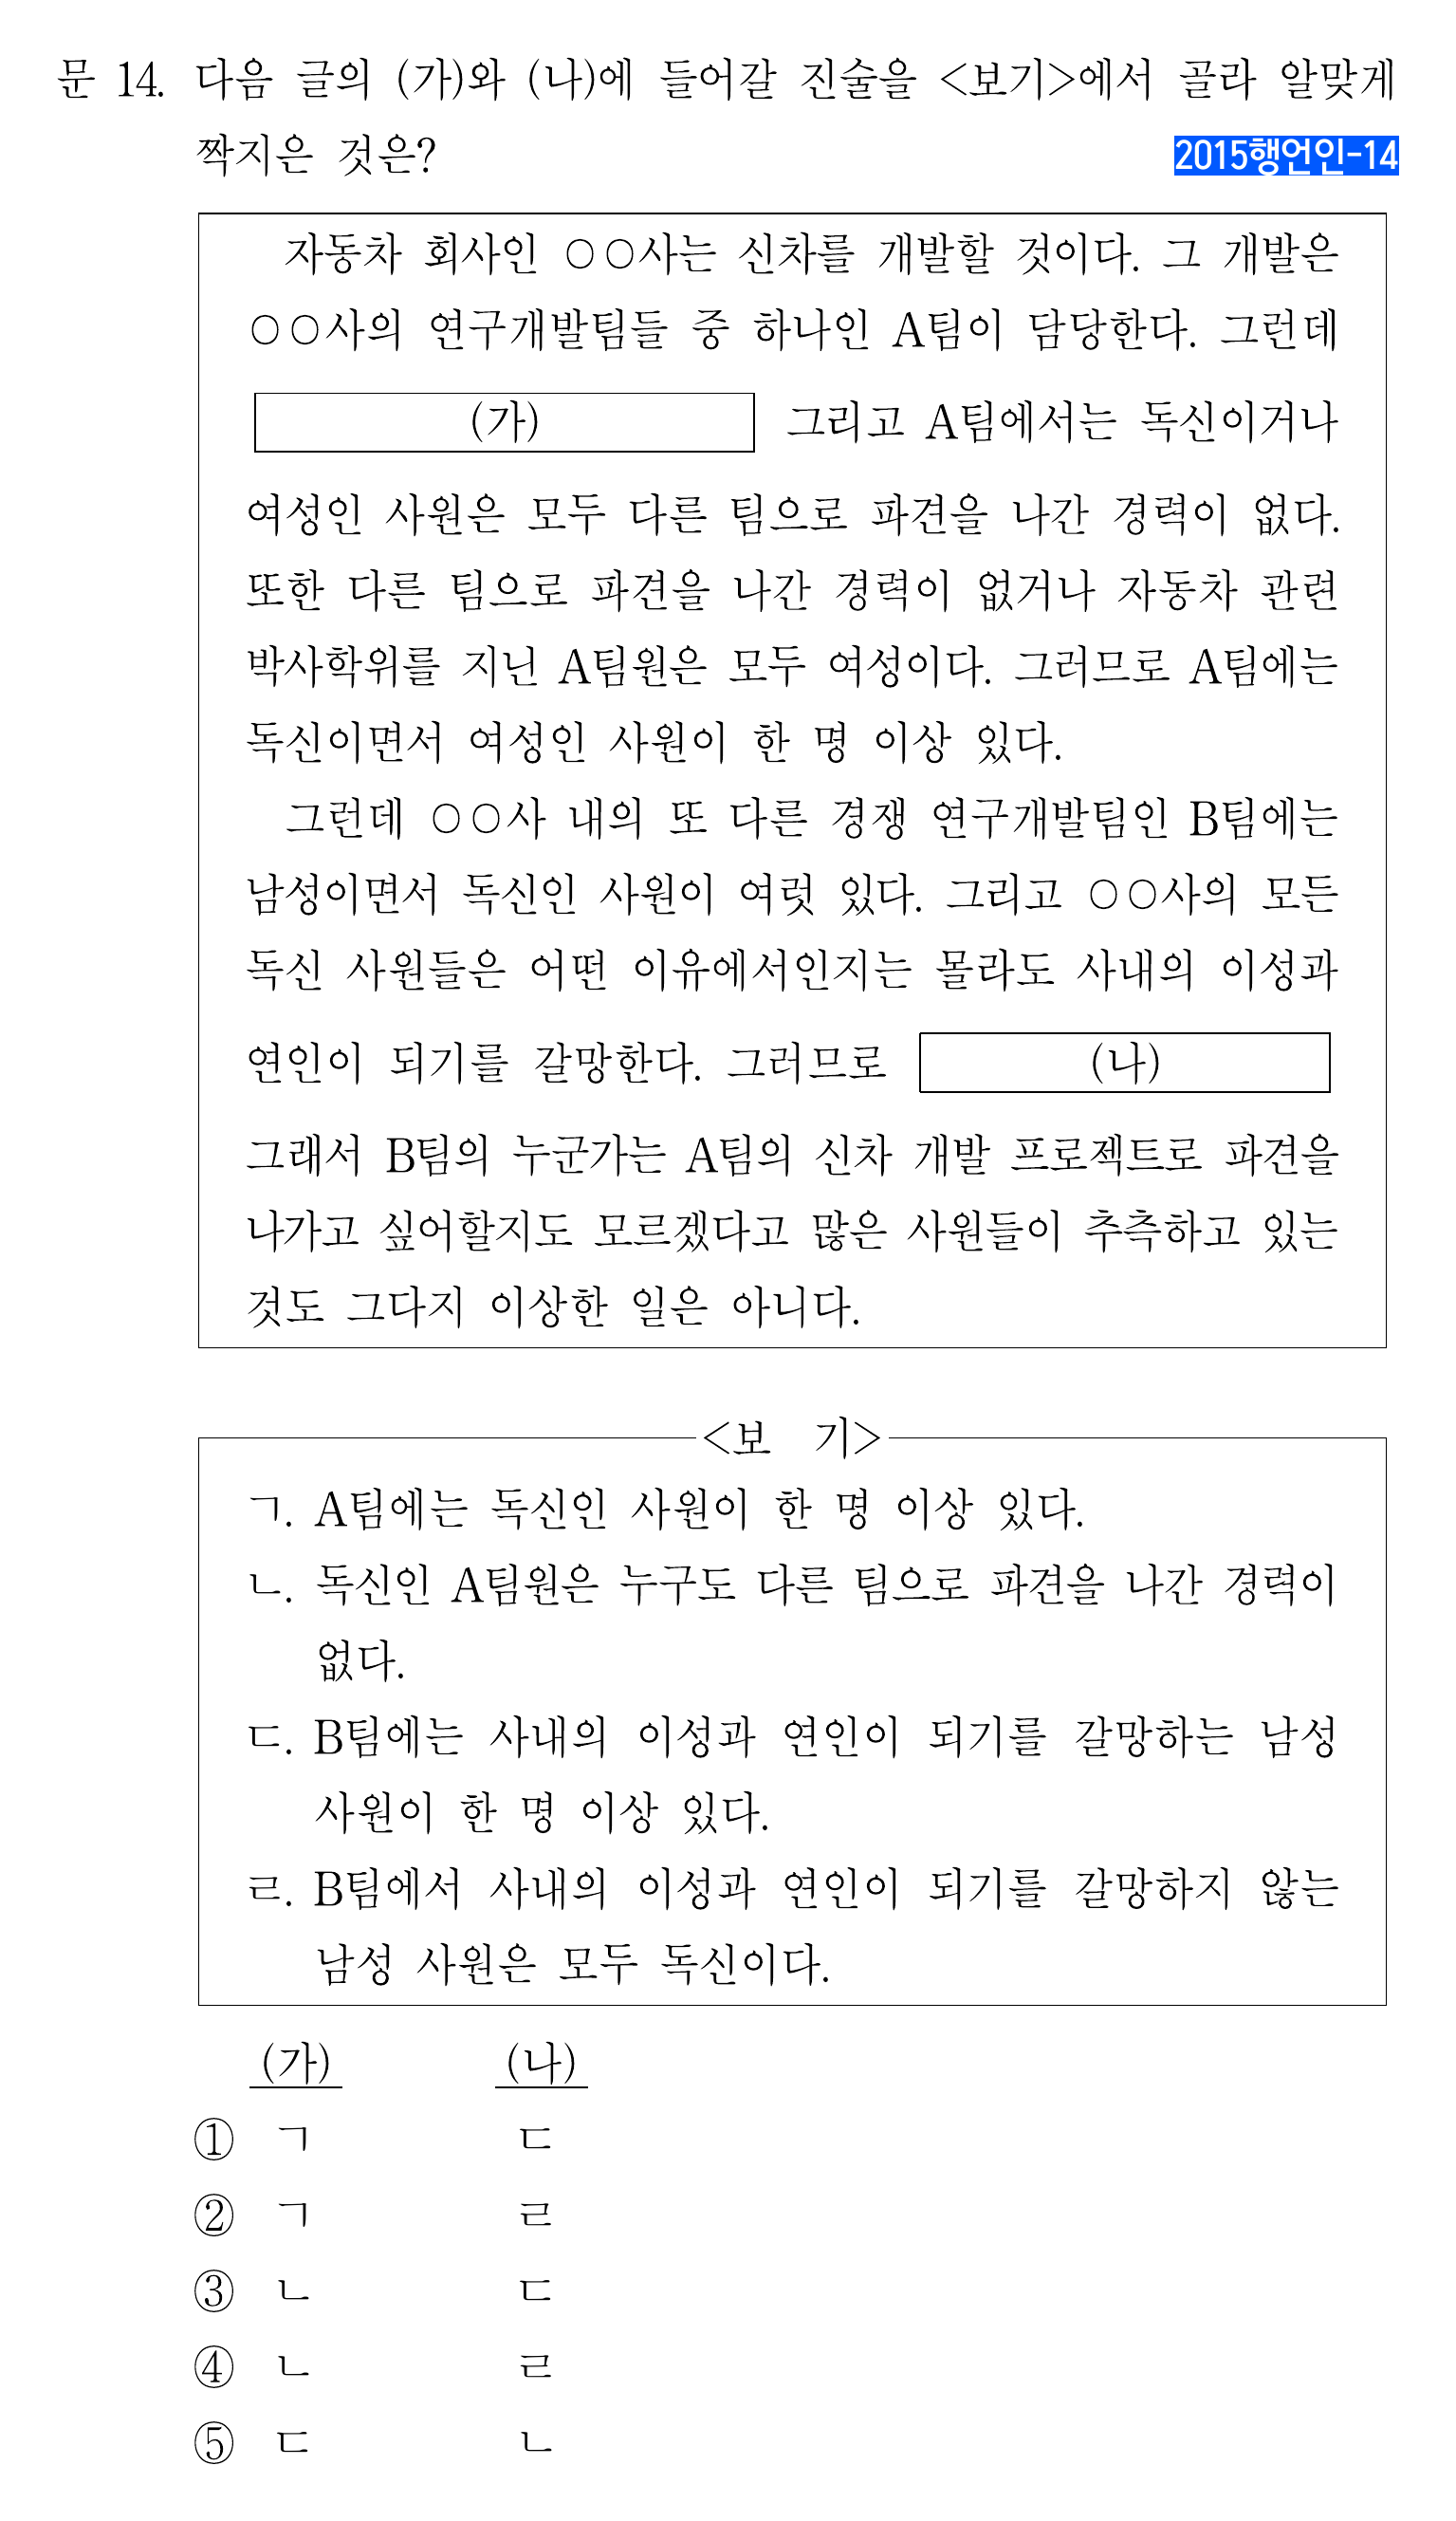 문 14. 다음 글의 (가)와 (나)에 들어갈 진술을 <보기>에서 골라 알맞게
짝지은 것은?
2015행언인-14
자동차 회사인 ○○사는 신차를 개발할 것이다. 그 개발은
○○사의 연구개발팀들 중 하나인 A팀이 담당한다. 그런데
(가) 그리고 A팀에서는 독신이거나
여성인 사원은 모두 다른 팀으로 파견을 나간 경력이 없다.
또한 다른 팀으로 파견을 나간 경력이 없거나 자동차 관련
박사학위를 지닌 A팀원은 모두 여성이다. 그러므로 A팀에는
독신이면서 여성인 사원이 한 명 이상 있다.
그런데 ○○사 내의 또 다른 경쟁 연구개발팀인 B팀에는
남성이면서 독신인 사원이 여럿 있다. 그리고 ○○사의 모든
독신 사원들은 어떤 이유에서인지는 몰라도 사내의 이성과
연인이 되기를 갈망한다. 그러므로 (나)
그래서 B팀의 누군가는 A팀의 신차 개발 프로젝트로 파견을
나가고 싶어할지도 모르겠다고 많은 사원들이 추측하고 있는
것도 그다지 이상한 일은 아니다.
<보 기>
ㄱ. A팀에는 독신인 사원이 한 명 이상 있다.
ㄴ. 독신인 A팀원은 누구도 다른 팀으로 파견을 나간 경력이
없다.
ㄷ. B팀에는 사내의 이성과 연인이 되기를 갈망하는 남성
사원이 한 명 이상 있다.
ㄹ. B팀에서 사내의 이성과 연인이 되기를 갈망하지 않는
남성 사원은 모두 독신이다.
(가) (나)
① ㄱ ㄷ
② ㄱ ㄹ
③ ㄴ ㄷ
④ ㄴ ㄹ
⑤ ㄷ ㄴ